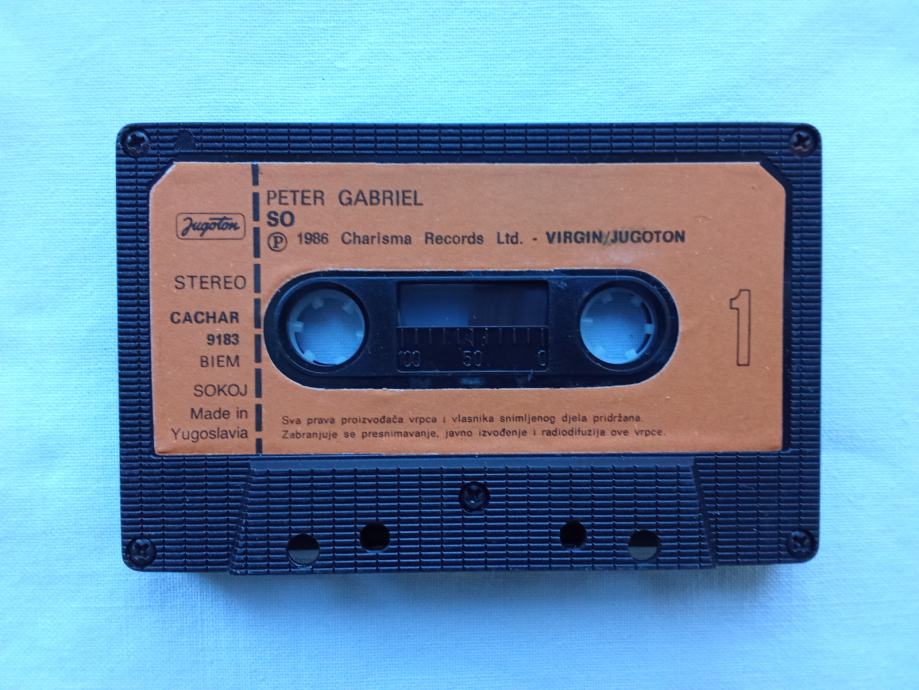 Jugoton
STEREO
CACHAR
9183
BIEM
SOKOJ
Made in
Yugoslavia
PETER GABRIEL
SO
Ⓟ 1986 Charisma Records Ltd. - VIRGIN/JUGOTON
100 50 0
1
Sva prava proizvođača vrpca i vlasnika snimljenog djela pridržana.
Zabranjuje se presnimavanje, javno izvođenje i radiodifuzija ove vrpce.